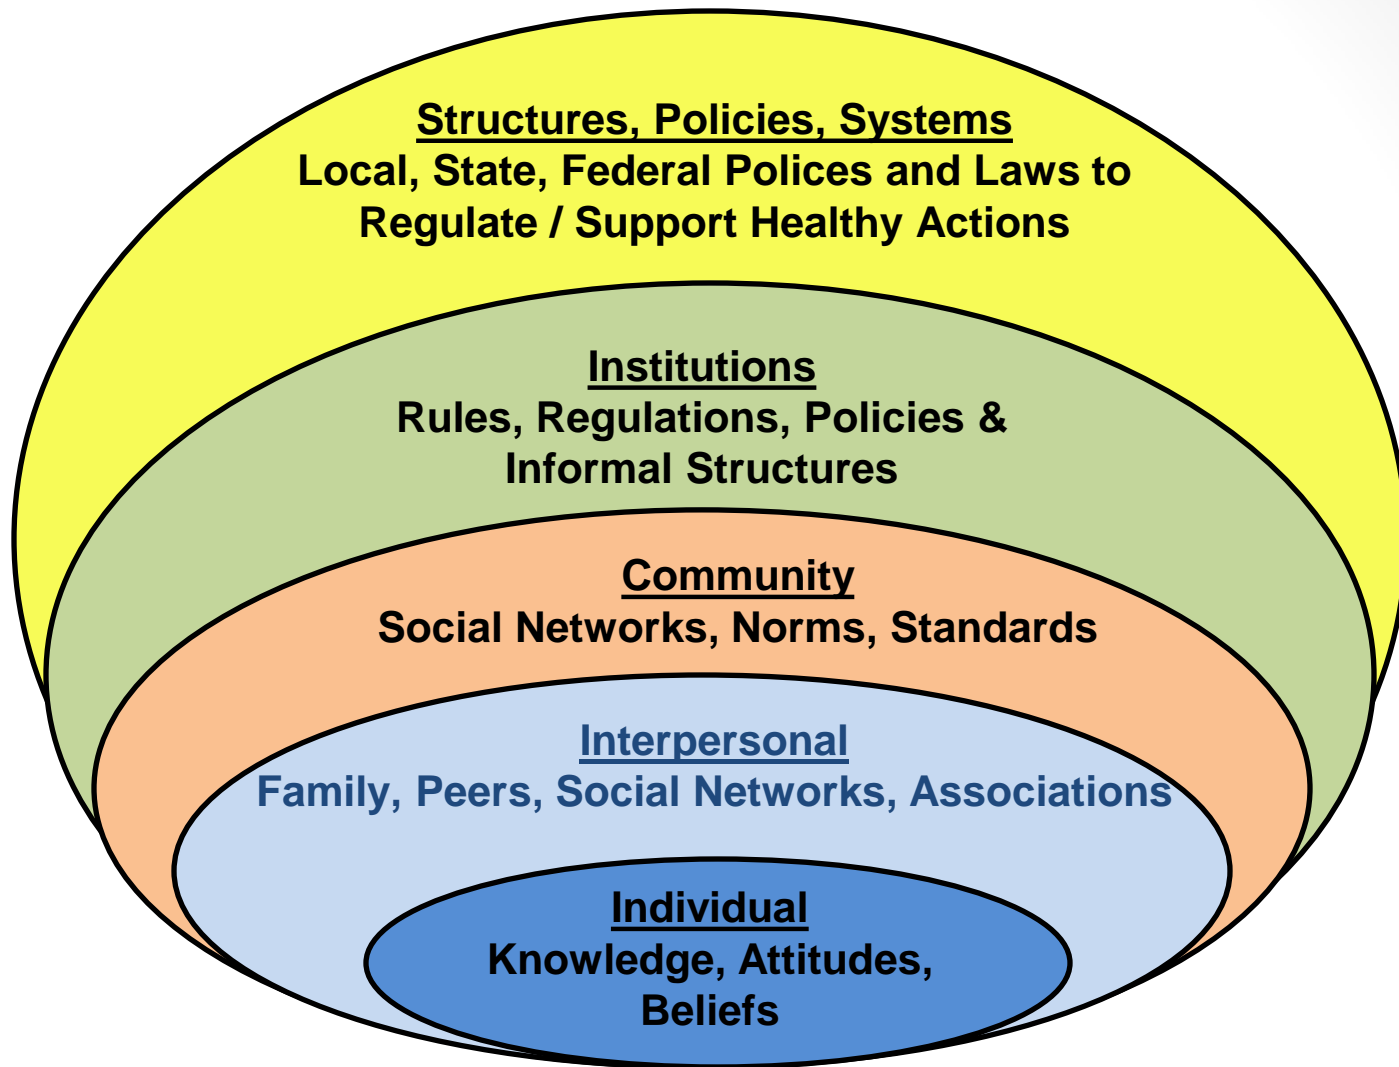 Structures, Policies, Systems
Local, State, Federal Polices and Laws to
Regulate / Support Healthy Actions
Institutions
Rules, Regulations, Policies &
Informal Structures
Community
Social Networks, Norms, Standards
Interpersonal
Family, Peers, Social Networks, Associations
Individual
Knowledge, Attitudes,
Beliefs